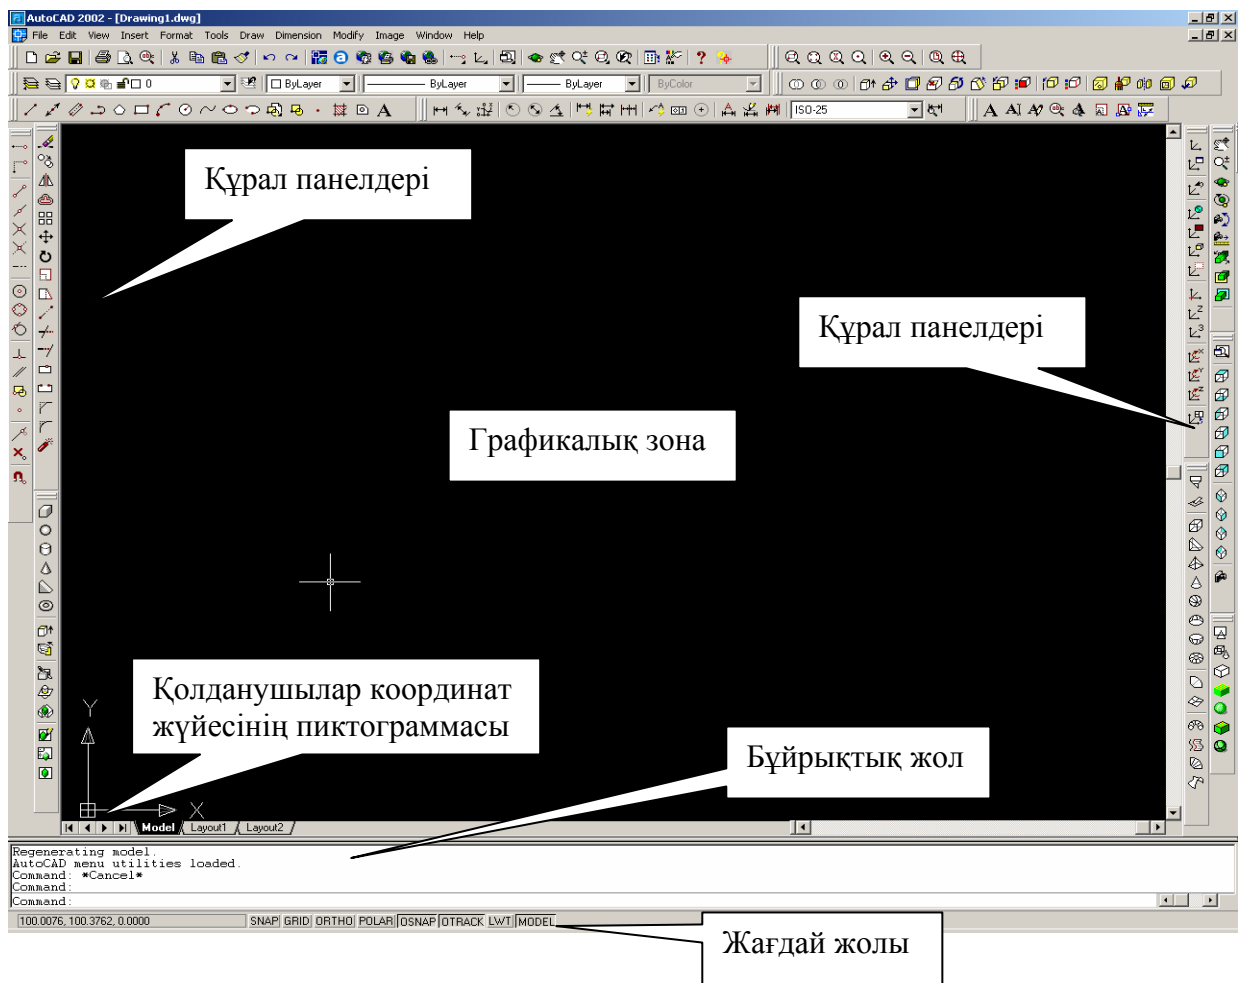 AutoCAD 2002 - [Drawing1.dwg]
File Edit View Insert Format Tools Draw Dimension Modify Image Window Help
0 ByLayer ByLayer ByLayer ByColor
ISO-25
Құрал панелдері
Құрал панелдері
Графикалық зона
Қолданушылар координат
жүйесінің пиктограммасы
Бұйрықтық жол
Y
X
Model Layout1 Layout2
Regenerating model.
AutoCAD menu utilities loaded.
Command: *Cancel*
Command:
Command:
100.0076, 100.3762, 0.0000 SNAP GRID ORTHO POLAR OSNAP OTRACK LWT MODEL
Жағдай жолы